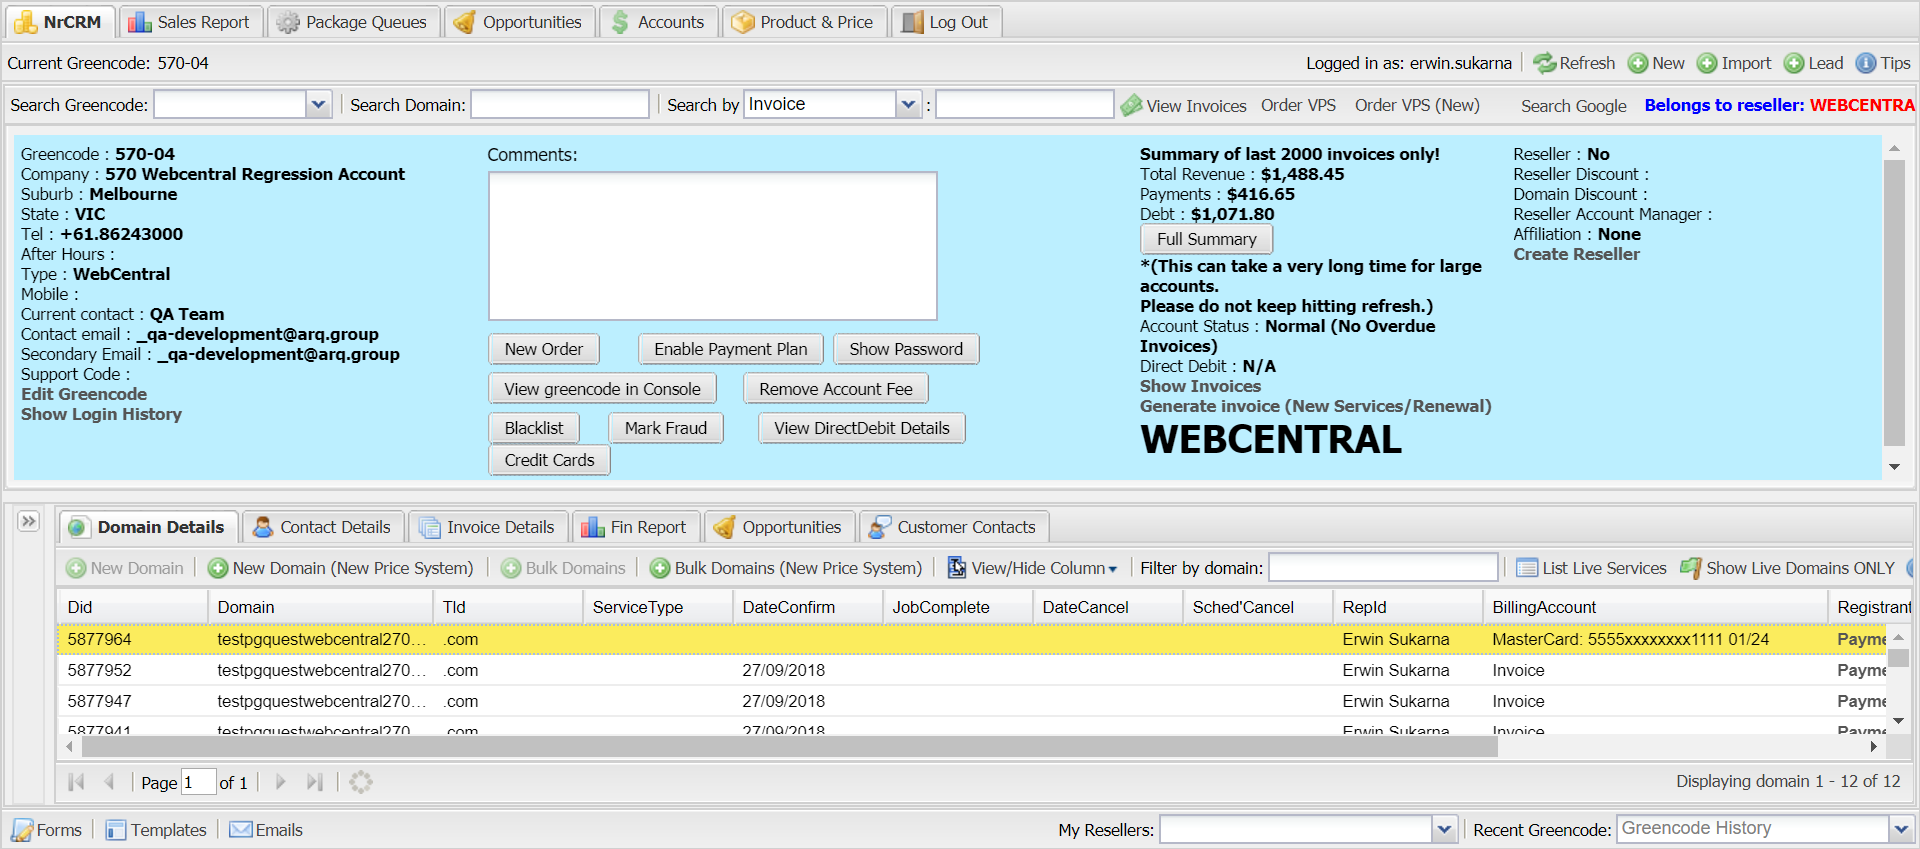 NrCRM Sales Report Package Queues Opportunities Accounts Product & Price Log Out
Current Greencode: 570-04 Logged in as: erwin.sukarna Refresh New Import Lead Tips
Search Greencode: Search Domain: Search by Invoice : View Invoices Order VPS Order VPS (New) Search Google Belongs to reseller: WEBCENTRA
Greencode : 570-04
Company : 570 Webcentral Regression Account
Suburb : Melbourne
State : VIC
Tel : +61.86243000
After Hours :
Type : WebCentral
Mobile :
Current contact : QA Team
Contact email : _qa-development@arq.group
Secondary Email : _qa-development@arq.group
Support Code :
Edit Greencode
Show Login History
Comments:
New Order Enable Payment Plan Show Password
View greencode in Console Remove Account Fee
Blacklist Mark Fraud View DirectDebit Details
Credit Cards
Summary of last 2000 invoices only!
Total Revenue : $1,488.45
Payments : $416.65
Debt : $1,071.80
Full Summary
*(This can take a very long time for large
accounts.
Please do not keep hitting refresh.)
Account Status : Normal (No Overdue
Invoices)
Direct Debit : N/A
Show Invoices
Generate invoice (New Services/Renewal)
WEBCENTRAL
Reseller : No
Reseller Discount :
Domain Discount :
Reseller Account Manager :
Affiliation : None
Create Reseller
Domain Details Contact Details Invoice Details Fin Report Opportunities Customer Contacts
New Domain New Domain (New Price System) Bulk Domains Bulk Domains (New Price System) View/Hide Column Filter by domain: List Live Services Show Live Domains ONLY
Did Domain Tld ServiceType DateConfirm JobComplete DateCancel Sched'Cancel RepId BillingAccount Registrant
5877964 testpgquestwebcentral270... .com Erwin Sukarna MasterCard: 5555xxxxxxxx1111 01/24 Payme
5877952 testpgquestwebcentral270... .com 27/09/2018 Erwin Sukarna Invoice Payme
5877947 testpgquestwebcentral270... .com 27/09/2018 Erwin Sukarna Invoice Payme
5877941 testpgquestwebcentral270... .com 27/09/2018 Erwin Sukarna Invoice Payme
Page 1 of 1 Displaying domain 1 - 12 of 12
Forms Templates Emails My Resellers: Recent Greencode: Greencode History